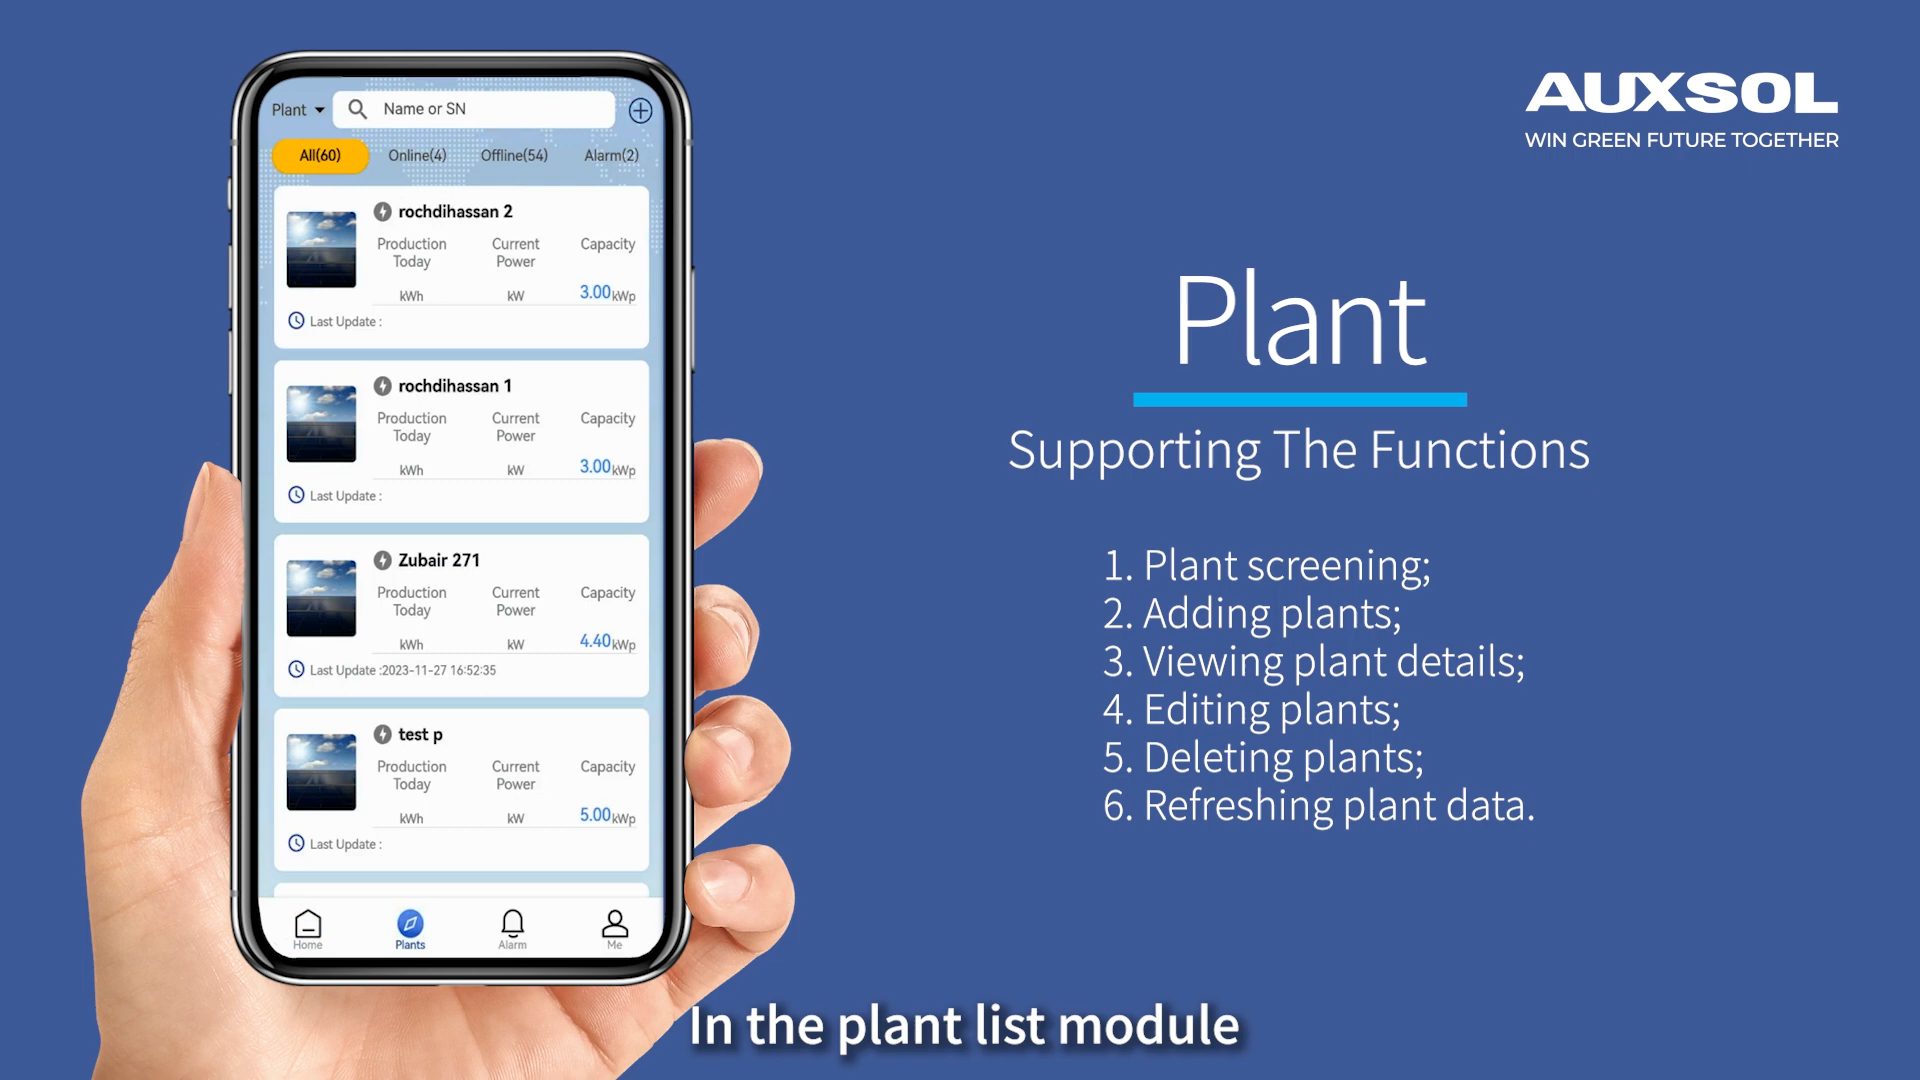 Plant
Name or SN
All(60)
Online(4)
Offline(54)
Alarm(2)
rochdihassan 2
Production Today
Current Power
Capacity
kWh
kW
3.00kWp
Last Update :
rochdihassan 1
Production Today
Current Power
Capacity
kWh
kW
3.00kWp
Last Update :
Zubair 271
Production Today
Current Power
Capacity
kWh
kW
4.40kWp
Last Update :2023-11-27 16:52:35
test p
Production Today
Current Power
Capacity
kWh
kW
5.00kWp
Last Update :
Home
Plants
Alarm
Me
AUXSOL
WIN GREEN FUTURE TOGETHER
Plant
Supporting The Functions
1. Plant screening;
2. Adding plants;
3. Viewing plant details;
4. Editing plants;
5. Deleting plants;
6. Refreshing plant data.
In the plant list module